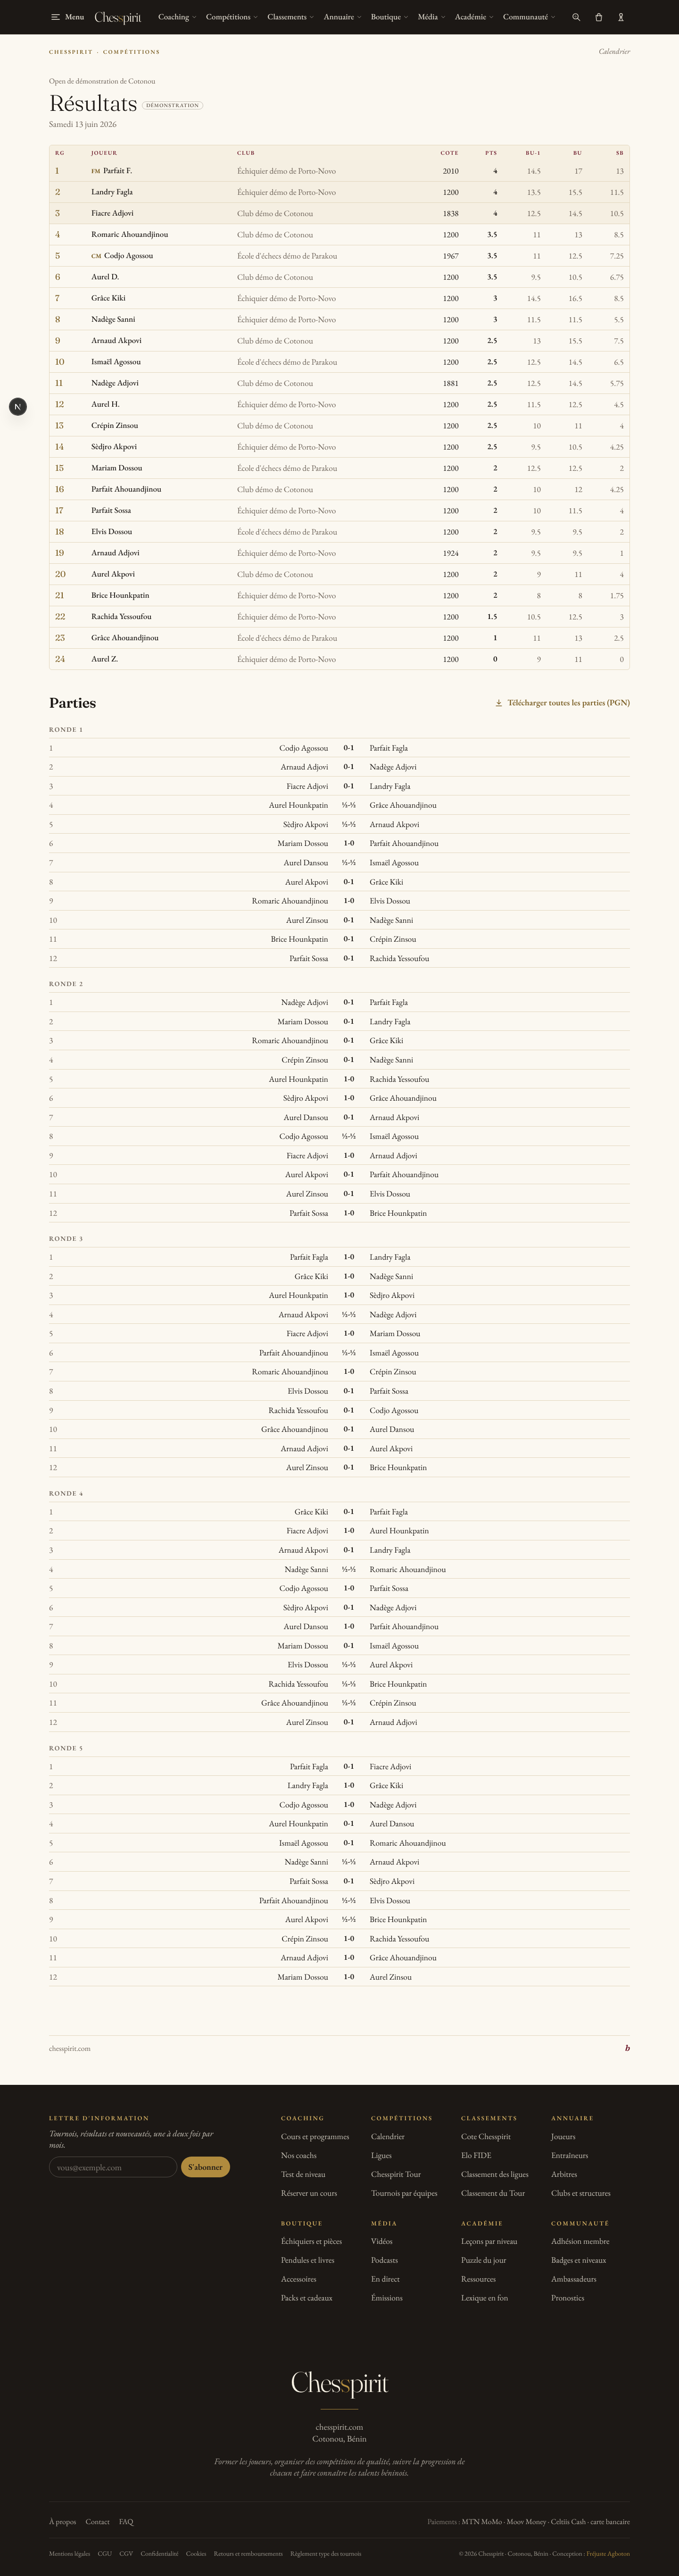 Menu Chesspirit Coaching Compétitions Classements Annuaire Boutique Média Académie Communauté
CHESSPIRIT · COMPÉTITIONS Calendrier
Open de démonstration de Cotonou
Résultats DÉMONSTRATION
Samedi 13 juin 2026
RG JOUEUR CLUB COTE PTS BU-1 BU SB
1 FM Parfait F. Échiquier démo de Porto-Novo 2010 4 14.5 17 13
2 Landry Fagla Échiquier démo de Porto-Novo 1200 4 13.5 15.5 11.5
3 Fiacre Adjovi Club démo de Cotonou 1838 4 12.5 14.5 10.5
4 Romaric Ahouandjinou Club démo de Cotonou 1200 3.5 11 13 8.5
5 CM Codjo Agossou École d'échecs démo de Parakou 1967 3.5 11 12.5 7.25
6 Aurel D. Club démo de Cotonou 1200 3.5 9.5 10.5 6.75
7 Grâce Kiki Échiquier démo de Porto-Novo 1200 3 14.5 16.5 8.5
8 Nadège Sanni Échiquier démo de Porto-Novo 1200 3 11.5 11.5 5.5
9 Arnaud Akpovi Club démo de Cotonou 1200 2.5 13 15.5 7.5
10 Ismaël Agossou École d'échecs démo de Parakou 1200 2.5 12.5 14.5 6.5
11 Nadège Adjovi Club démo de Cotonou 1881 2.5 12.5 14.5 5.75
12 Aurel H. Échiquier démo de Porto-Novo 1200 2.5 11.5 12.5 4.5
13 Crépin Zinsou Club démo de Cotonou 1200 2.5 10 11 4
14 Sèdjro Akpovi Échiquier démo de Porto-Novo 1200 2.5 9.5 10.5 4.25
15 Mariam Dossou École d'échecs démo de Parakou 1200 2 12.5 12.5 2
16 Parfait Ahouandjinou Club démo de Cotonou 1200 2 10 12 4.25
17 Parfait Sossa Échiquier démo de Porto-Novo 1200 2 10 11.5 4
18 Elvis Dossou École d'échecs démo de Parakou 1200 2 9.5 9.5 2
19 Arnaud Adjovi Échiquier démo de Porto-Novo 1924 2 9.5 9.5 1
20 Aurel Akpovi Club démo de Cotonou 1200 2 9 11 4
21 Brice Hounkpatin Échiquier démo de Porto-Novo 1200 2 8 8 1.75
22 Rachida Yessoufou Échiquier démo de Porto-Novo 1200 1.5 10.5 12.5 3
23 Grâce Ahouandjinou École d'échecs démo de Parakou 1200 1 11 13 2.5
24 Aurel Z. Échiquier démo de Porto-Novo 1200 0 9 11 0
N
Parties Télécharger toutes les parties (PGN)
RONDE 1
1 Codjo Agossou 0-1 Parfait Fagla
2 Arnaud Adjovi 0-1 Nadège Adjovi
3 Fiacre Adjovi 0-1 Landry Fagla
4 Aurel Hounkpatin ½-½ Grâce Ahouandjinou
5 Sèdjro Akpovi ½-½ Arnaud Akpovi
6 Mariam Dossou 1-0 Parfait Ahouandjinou
7 Aurel Dansou ½-½ Ismaël Agossou
8 Aurel Akpovi 0-1 Grâce Kiki
9 Romaric Ahouandjinou 1-0 Elvis Dossou
10 Aurel Zinsou 0-1 Nadège Sanni
11 Brice Hounkpatin 0-1 Crépin Zinsou
12 Parfait Sossa 0-1 Rachida Yessoufou
RONDE 2
1 Nadège Adjovi 0-1 Parfait Fagla
2 Mariam Dossou 0-1 Landry Fagla
3 Romaric Ahouandjinou 0-1 Grâce Kiki
4 Crépin Zinsou 0-1 Nadège Sanni
5 Aurel Hounkpatin 1-0 Rachida Yessoufou
6 Sèdjro Akpovi 1-0 Grâce Ahouandjinou
7 Aurel Dansou 0-1 Arnaud Akpovi
8 Codjo Agossou ½-½ Ismaël Agossou
9 Fiacre Adjovi 1-0 Arnaud Adjovi
10 Aurel Akpovi 0-1 Parfait Ahouandjinou
11 Aurel Zinsou 0-1 Elvis Dossou
12 Parfait Sossa 1-0 Brice Hounkpatin
RONDE 3
1 Parfait Fagla 1-0 Landry Fagla
2 Grâce Kiki 1-0 Nadège Sanni
3 Aurel Hounkpatin 1-0 Sèdjro Akpovi
4 Arnaud Akpovi ½-½ Nadège Adjovi
5 Fiacre Adjovi 1-0 Mariam Dossou
6 Parfait Ahouandjinou ½-½ Ismaël Agossou
7 Romaric Ahouandjinou 1-0 Crépin Zinsou
8 Elvis Dossou 0-1 Parfait Sossa
9 Rachida Yessoufou 0-1 Codjo Agossou
10 Grâce Ahouandjinou 0-1 Aurel Dansou
11 Arnaud Adjovi 0-1 Aurel Akpovi
12 Aurel Zinsou 0-1 Brice Hounkpatin
RONDE 4
1 Grâce Kiki 0-1 Parfait Fagla
2 Fiacre Adjovi 1-0 Aurel Hounkpatin
3 Arnaud Akpovi 0-1 Landry Fagla
4 Nadège Sanni ½-½ Romaric Ahouandjinou
5 Codjo Agossou 1-0 Parfait Sossa
6 Sèdjro Akpovi 0-1 Nadège Adjovi
7 Aurel Dansou 1-0 Parfait Ahouandjinou
8 Mariam Dossou 0-1 Ismaël Agossou
9 Elvis Dossou ½-½ Aurel Akpovi
10 Rachida Yessoufou ½-½ Brice Hounkpatin
11 Grâce Ahouandjinou ½-½ Crépin Zinsou
12 Aurel Zinsou 0-1 Arnaud Adjovi
RONDE 5
1 Parfait Fagla 0-1 Fiacre Adjovi
2 Landry Fagla 1-0 Grâce Kiki
3 Codjo Agossou 1-0 Nadège Adjovi
4 Aurel Hounkpatin 0-1 Aurel Dansou
5 Ismaël Agossou 0-1 Romaric Ahouandjinou
6 Nadège Sanni ½-½ Arnaud Akpovi
7 Parfait Sossa 0-1 Sèdjro Akpovi
8 Parfait Ahouandjinou ½-½ Elvis Dossou
9 Aurel Akpovi ½-½ Brice Hounkpatin
10 Crépin Zinsou 1-0 Rachida Yessoufou
11 Arnaud Adjovi 1-0 Grâce Ahouandjinou
12 Mariam Dossou 1-0 Aurel Zinsou
chesspirit.com b
LETTRE D'INFORMATION
Tournois, résultats et nouveautés, une à deux fois par
mois.
vous@exemple.com S'abonner
COACHING COMPÉTITIONS CLASSEMENTS ANNUAIRE
Cours et programmes Calendrier Cote Chesspirit Joueurs
Nos coachs Ligues Elo FIDE Entraîneurs
Test de niveau Chesspirit Tour Classement des ligues Arbitres
Réserver un cours Tournois par équipes Classement du Tour Clubs et structures
BOUTIQUE MÉDIA ACADÉMIE COMMUNAUTÉ
Échiquiers et pièces Vidéos Leçons par niveau Adhésion membre
Pendules et livres Podcasts Puzzle du jour Badges et niveaux
Accessoires En direct Ressources Ambassadeurs
Packs et cadeaux Émissions Lexique en fon Pronostics
Chesspirit
chesspirit.com
Cotonou, Bénin
Former les joueurs, organiser des compétitions de qualité, suivre la progression de
chacun et faire connaître les talents béninois.
À propos Contact FAQ Paiements : MTN MoMo · Moov Money · Celtiis Cash · carte bancaire
Mentions légales CGU CGV Confidentialité Cookies Retours et remboursements Règlement type des tournois © 2026 Chesspirit · Cotonou, Bénin · Conception : Fréjuste Agboton